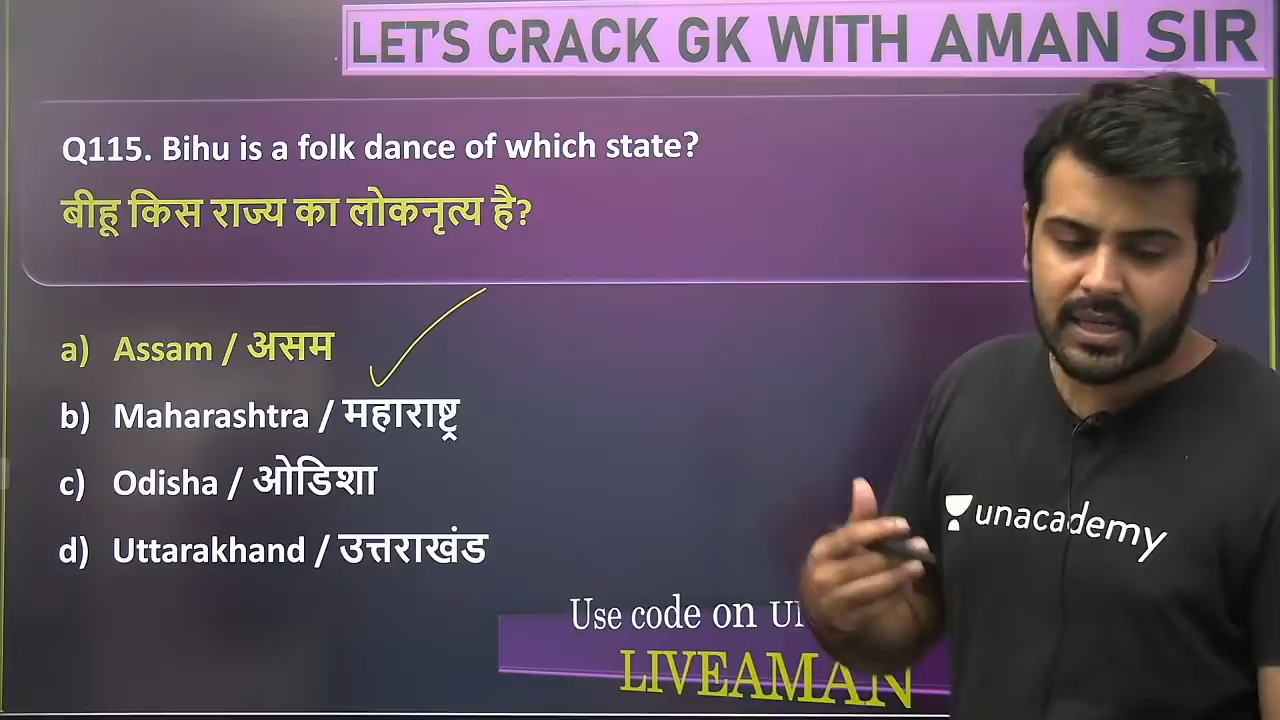 LET'S CRACK GK WITH AMAN SIR
Q115. Bihu is a folk dance of which state?
बीहू किस राज्य का लोकनृत्य है?
a) Assam / असम
b) Maharashtra / महाराष्ट्र
c) Odisha / ओडिशा
d) Uttarakhand / उत्तराखंड
unacademy
Use code on
LIVEAMAN